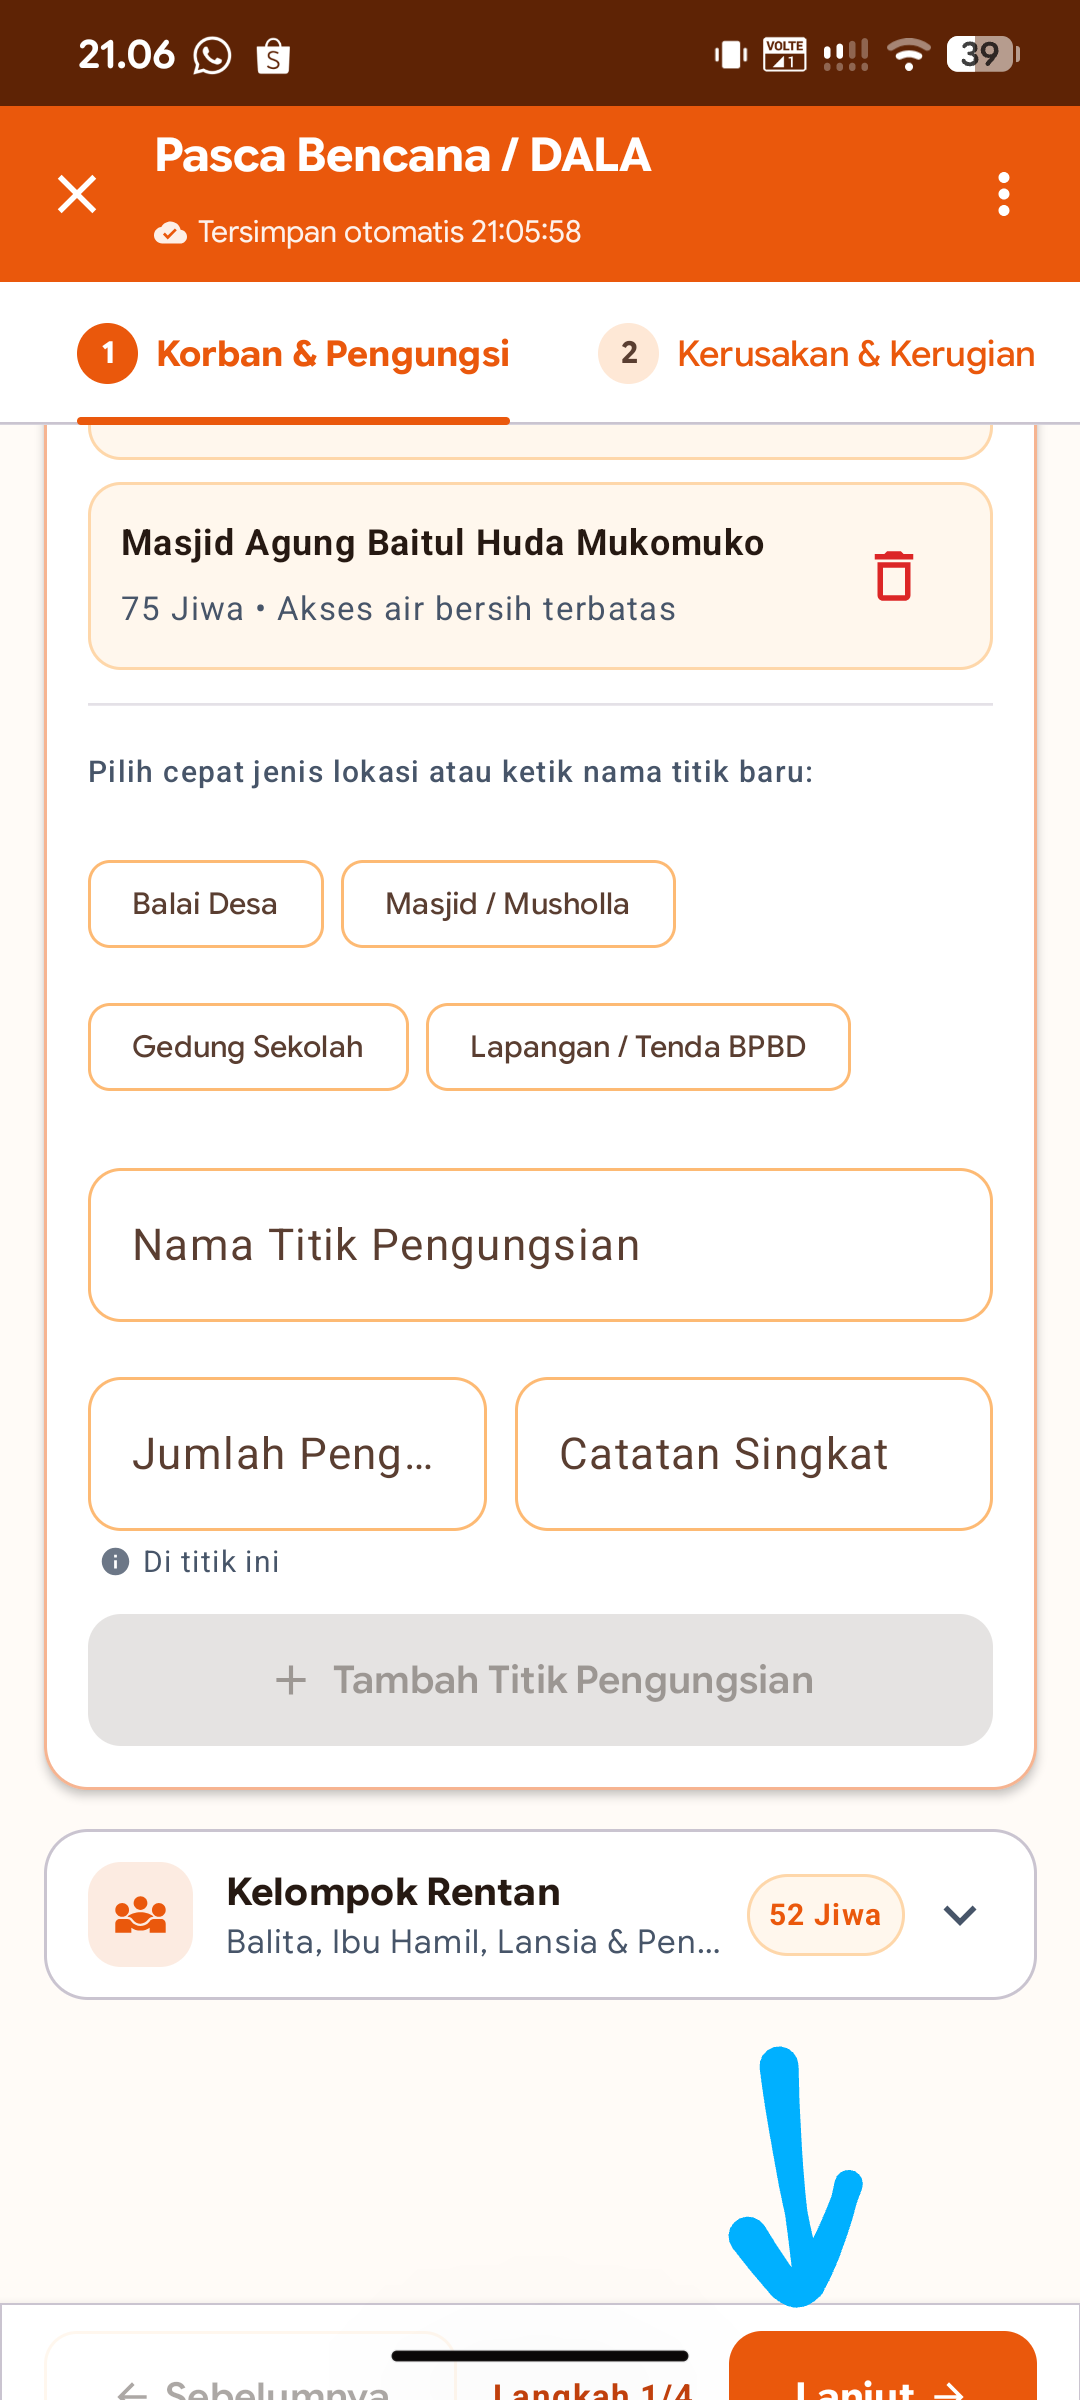 21.06
VOLTE
1
39
Pasca Bencana / DALA
Tersimpan otomatis 21:05:58
1 Korban & Pengungsi
2 Kerusakan & Kerugian
Masjid Agung Baitul Huda Mukomuko
75 Jiwa • Akses air bersih terbatas
Pilih cepat jenis lokasi atau ketik nama titik baru:
Balai Desa
Masjid / Musholla
Gedung Sekolah
Lapangan / Tenda BPBD
Nama Titik Pengungsian
Jumlah Peng...
Catatan Singkat
Di titik ini
+ Tambah Titik Pengungsian
Kelompok Rentan
52 Jiwa
Balita, Ibu Hamil, Lansia & Pen...
← Sebelumnya
Langkah 1/4
Lanjut →